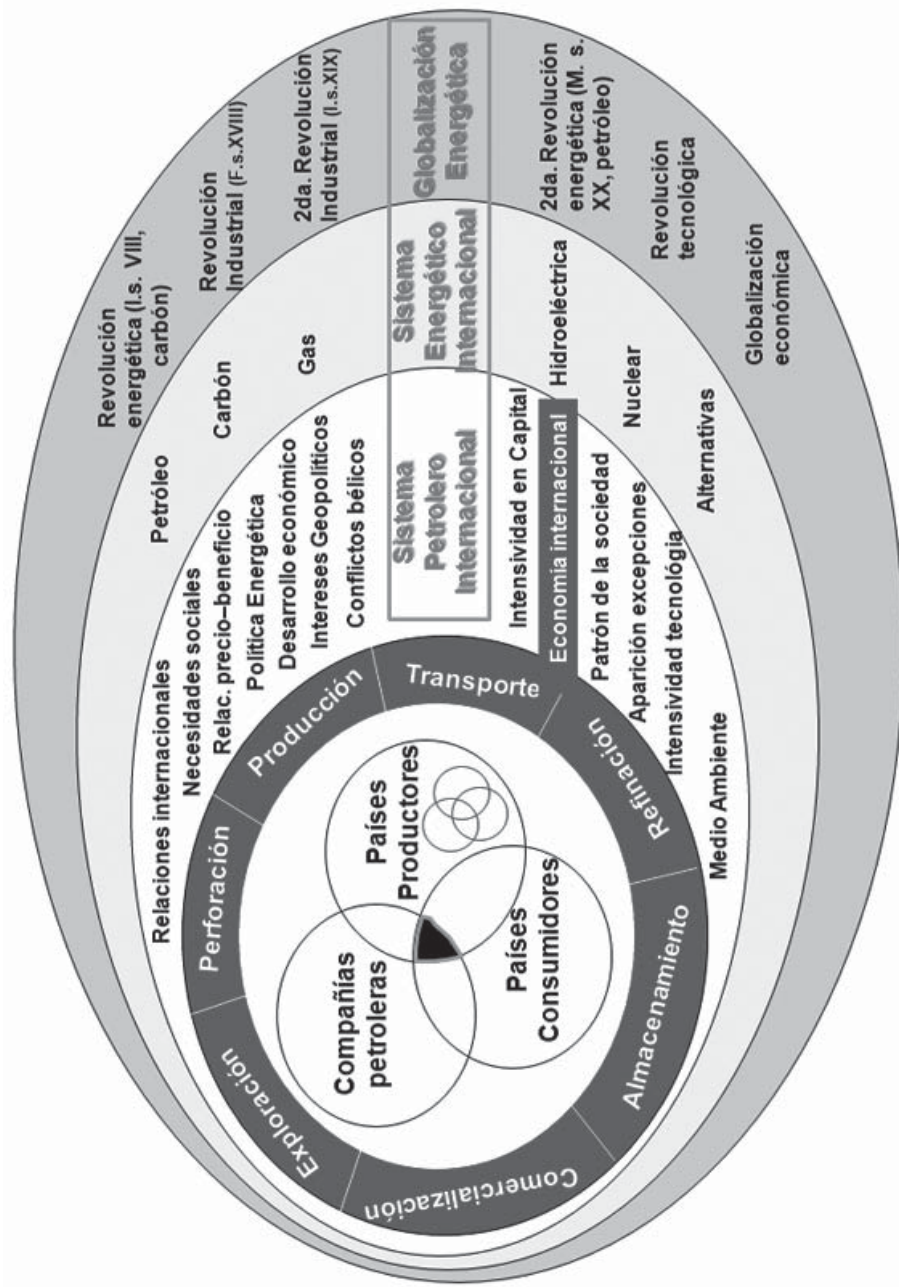 Revolución
energética (I.s. VIII,
carbón)
Revolución
Industrial (F.s.XVIII)
2da. Revolución
Industrial (I.s.XIX)
Globalización
Energética
2da. Revolución
energética (M. s.
XX, petróleo)
Revolución
tecnológica
Globalización
económica
Petróleo
Carbón
Gas
Sistema
Energético
Internacional
Hidroeléctrica
Nuclear
Alternativas
Relaciones internacionales
Necesidades sociales
Relac. precio–beneficio
Política Energética
Desarrollo económico
Intereses Geopolíticos
Conflictos bélicos
Sistema
Petrolero
Internacional
Intensividad en Capital
Economia internacional
Patrón de la sociedad
Aparición excepciones
Intensividad tecnológia
Medio Ambiente
Exploración
Perforación
Producción
Transporte
Refinación
Almacenamiento
Comercialización
Compañías
petroleras
Países
Productores
Países
Consumidores